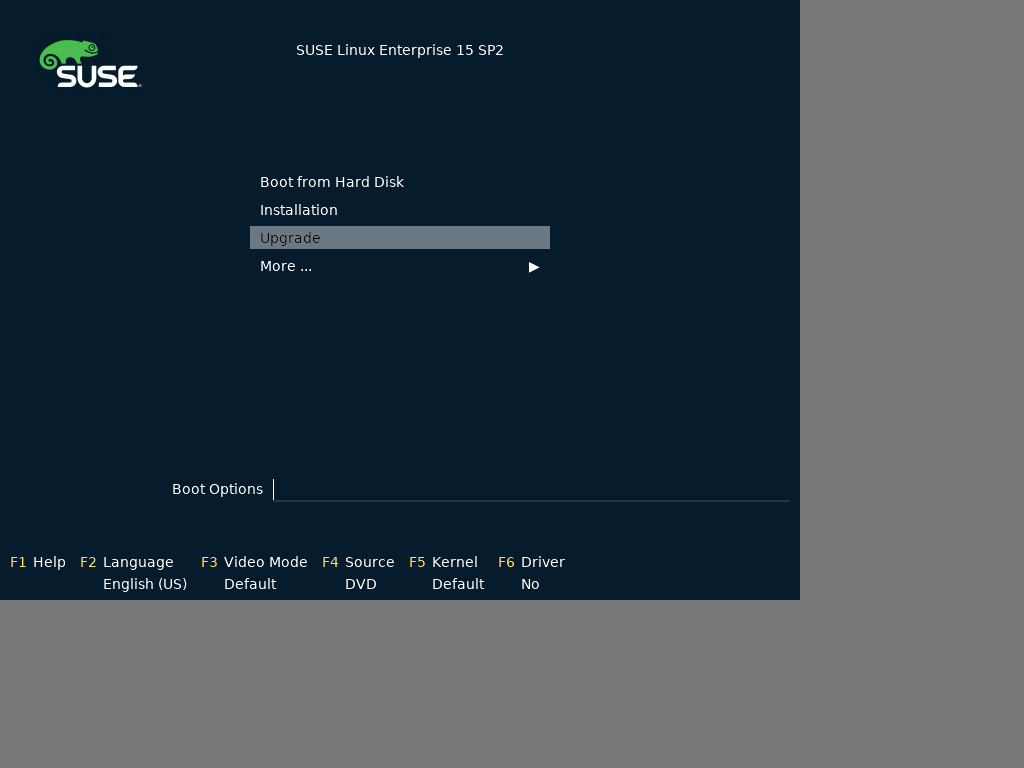 SUSE Linux Enterprise 15 SP2
SUSE
Boot from Hard Disk
Installation
Upgrade
More ...
Boot Options
F1 Help F2 Language F3 Video Mode F4 Source F5 Kernel F6 Driver
English (US) Default DVD Default No